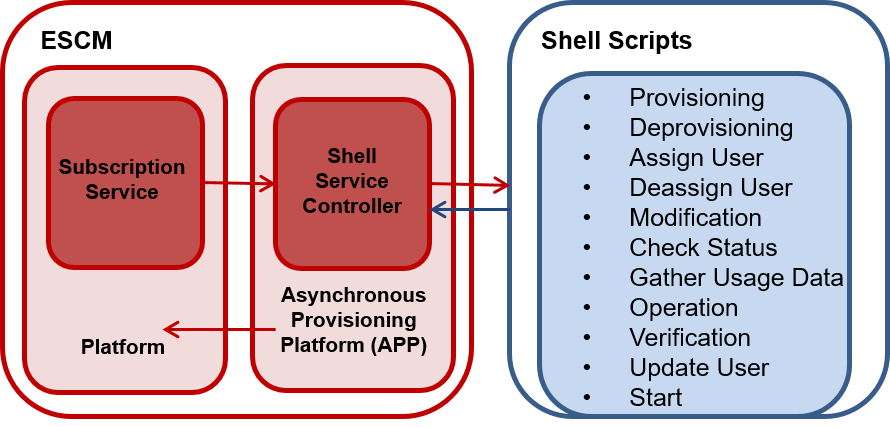 ESCM
Subscription
Service
Platform
Shell
Service
Controller
Asynchronous
Provisioning
Platform (APP)
Shell Scripts
• Provisioning
• Deprovisioning
• Assign User
• Deassign User
• Modification
• Check Status
• Gather Usage Data
• Operation
• Verification
• Update User
• Start